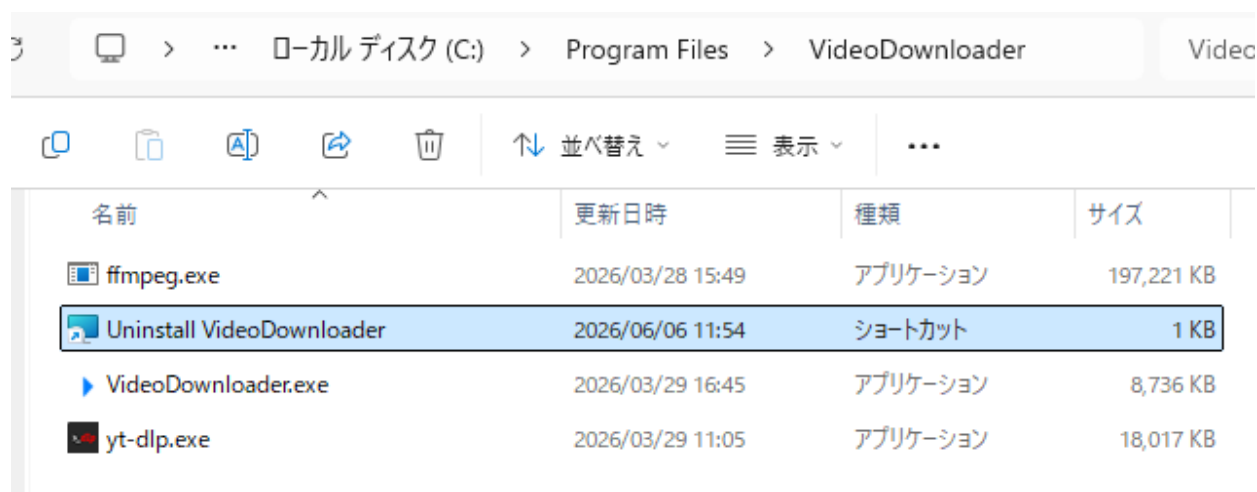 … ローカル ディスク (C:) > Program Files > VideoDownloader
並べ替え 表示 •••
名前 更新日時 種類 サイズ
ffmpeg.exe 2026/03/28 15:49 アプリケーション 197,221 KB
Uninstall VideoDownloader 2026/06/06 11:54 ショートカット 1 KB
VideoDownloader.exe 2026/03/29 16:45 アプリケーション 8,736 KB
yt-dlp.exe 2026/03/29 11:05 アプリケーション 18,017 KB